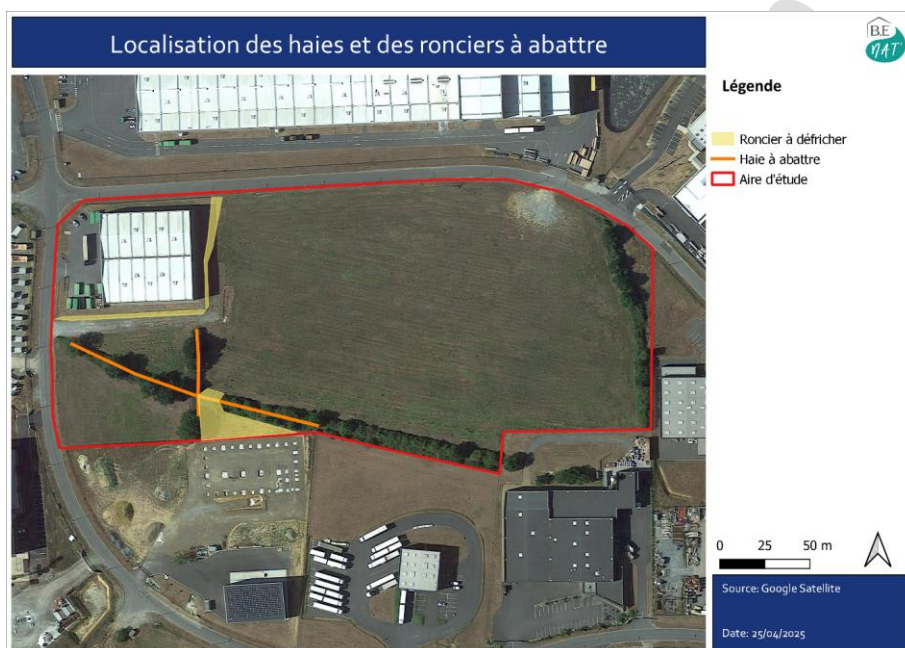 Localisation des haies et des ronciers à abattre
B.E
NAT
Légende
Roncier à défricher
Haie à abattre
Aire d'étude
0 25 50 m
Source: Google Satellite
Date: 25/04/2025